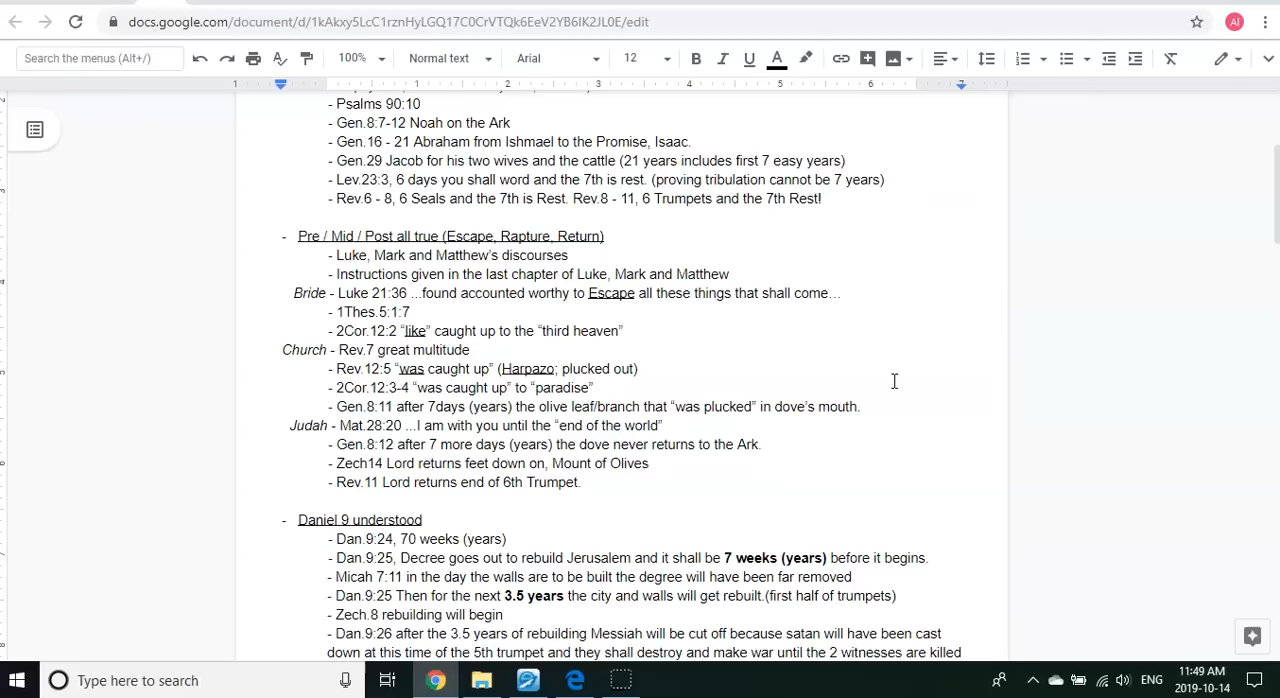 docs.google.com/document/d/1kAkxy5LcC1rznHyLGQ17C0CrVTQk6EeV2YB6IK2JL0E/edit
AI
Search the menus (Alt+/)
100%
Normal text
Arial
12
B I U A
1 1 2 3 4 5 6 7
- Psalms 90:10
- Gen.8:7-12 Noah on the Ark
- Gen.16 - 21 Abraham from Ishmael to the Promise, Isaac.
- Gen.29 Jacob for his two wives and the cattle (21 years includes first 7 easy years)
- Lev.23:3, 6 days you shall word and the 7th is rest. (proving tribulation cannot be 7 years)
- Rev.6 - 8, 6 Seals and the 7th is Rest. Rev.8 - 11, 6 Trumpets and the 7th Rest!
- Pre / Mid / Post all true (Escape, Rapture, Return)
- Luke, Mark and Matthew's discourses
- Instructions given in the last chapter of Luke, Mark and Matthew
Bride - Luke 21:36 ...found accounted worthy to Escape all these things that shall come…
- 1Thes.5:1:7
- 2Cor.12:2 “like” caught up to the “third heaven”
Church - Rev.7 great multitude
- Rev.12:5 “was caught up” (Harpazo; plucked out)
- 2Cor.12:3-4 “was caught up” to “paradise”
- Gen.8:11 after 7days (years) the olive leaf/branch that “was plucked” in dove’s mouth.
Judah - Mat.28:20 ...I am with you until the “end of the world”
- Gen.8:12 after 7 more days (years) the dove never returns to the Ark.
- Zech14 Lord returns feet down on, Mount of Olives
- Rev.11 Lord returns end of 6th Trumpet.
- Daniel 9 understood
- Dan.9:24, 70 weeks (years)
- Dan.9:25, Decree goes out to rebuild Jerusalem and it shall be 7 weeks (years) before it begins.
- Micah 7:11 in the day the walls are to be built the degree will have been far removed
- Dan.9:25 Then for the next 3.5 years the city and walls will get rebuilt.(first half of trumpets)
- Zech.8 rebuilding will begin
- Dan.9:26 after the 3.5 years of rebuilding Messiah will be cut off because satan will have been cast
down at this time of the 5th trumpet and they shall destroy and make war until the 2 witnesses are killed
Type here to search
ENG
11:49 AM
2019-10-14